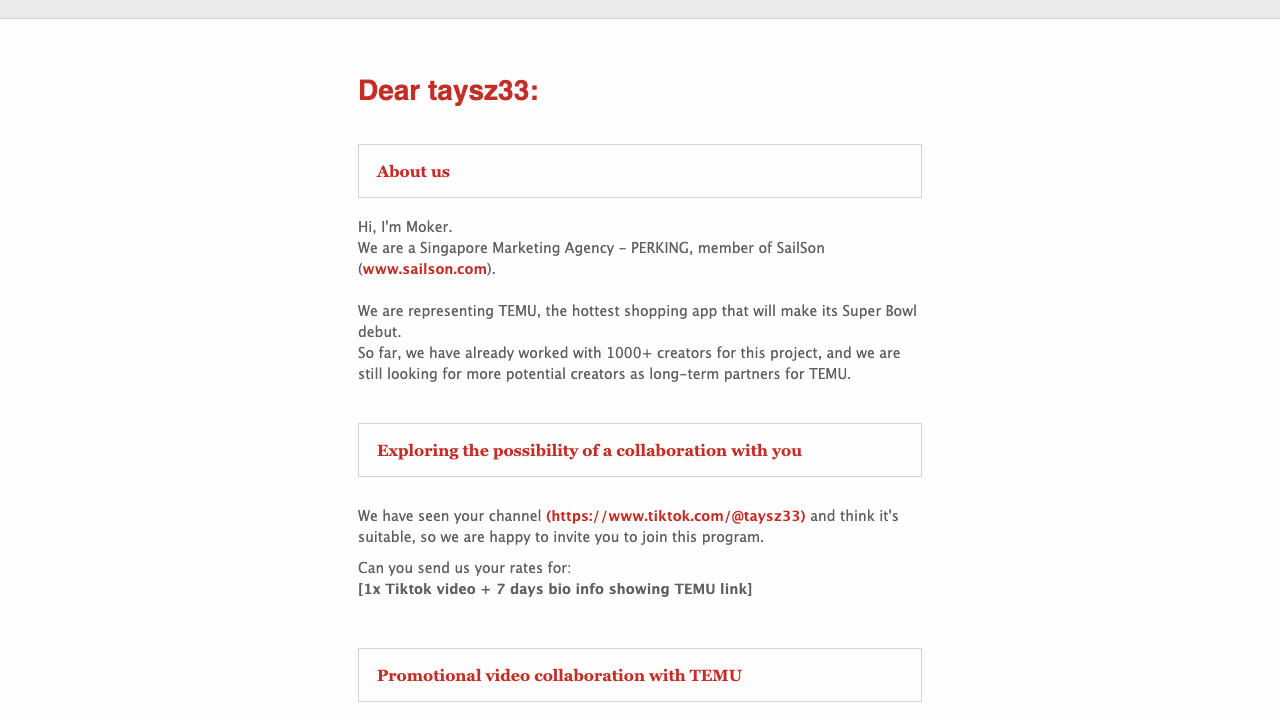 Dear taysz33:
About us
Hi, I'm Moker.
We are a Singapore Marketing Agency - PERKING, member of SailSon
(www.sailson.com).
We are representing TEMU, the hottest shopping app that will make its Super Bowl
debut.
So far, we have already worked with 1000+ creators for this project, and we are
still looking for more potential creators as long-term partners for TEMU.
Exploring the possibility of a collaboration with you
We have seen your channel (https://www.tiktok.com/@taysz33) and think it's
suitable, so we are happy to invite you to join this program.
Can you send us your rates for:
[1x Tiktok video + 7 days bio info showing TEMU link]
Promotional video collaboration with TEMU